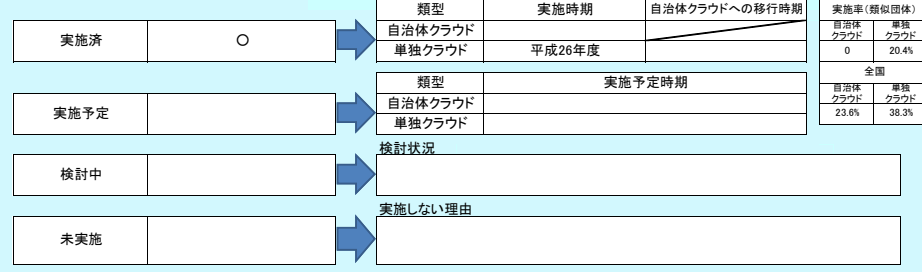 類型 実施時期 自治体クラウドへの移行時期
実施済 〇 自治体クラウド
単独クラウド 平成26年度
実施率(類似団体)
自治体クラウド 単独クラウド
0 20.4%
全国
自治体クラウド 単独クラウド
23.6% 38.3%
類型 実施予定時期
実施予定 自治体クラウド
単独クラウド
検討状況
検討中
実施しない理由
未実施